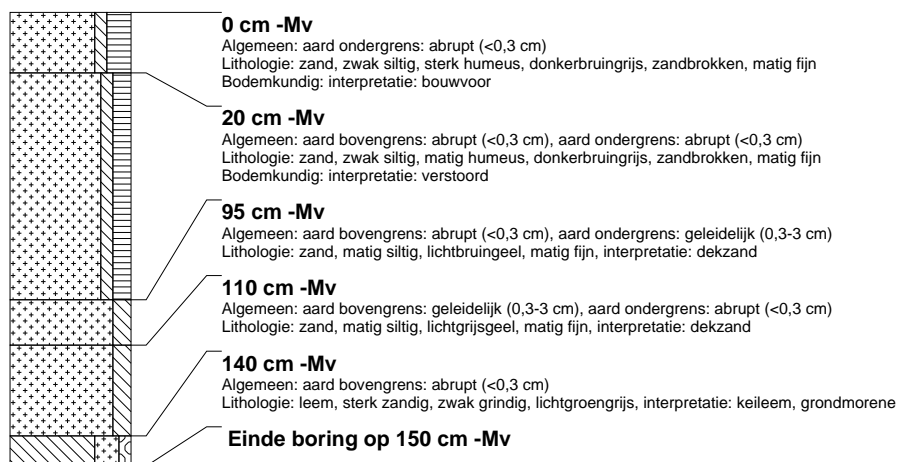 0 cm -Mv
Algemeen: aard ondergrens: abrupt (<0,3 cm)
Lithologie: zand, zwak siltig, sterk humeus, donkerbruingrijs, zandbrokken, matig fijn
Bodemkundig: interpretatie: bouwvoor
20 cm -Mv
Algemeen: aard bovengrens: abrupt (<0,3 cm), aard ondergrens: abrupt (<0,3 cm)
Lithologie: zand, zwak siltig, matig humeus, donkerbruingrijs, zandbrokken, matig fijn
Bodemkundig: interpretatie: verstoord
95 cm -Mv
Algemeen: aard bovengrens: abrupt (<0,3 cm), aard ondergrens: geleidelijk (0,3-3 cm)
Lithologie: zand, matig siltig, lichtbruingeel, matig fijn, interpretatie: dekzand
110 cm -Mv
Algemeen: aard bovengrens: geleidelijk (0,3-3 cm), aard ondergrens: abrupt (<0,3 cm)
Lithologie: zand, matig siltig, lichtgrijsgeel, matig fijn, interpretatie: dekzand
140 cm -Mv
Algemeen: aard bovengrens: abrupt (<0,3 cm)
Lithologie: leem, sterk zandig, zwak grindig, lichtgroengrijs, interpretatie: keileem, grondmorene
Einde boring op 150 cm -Mv